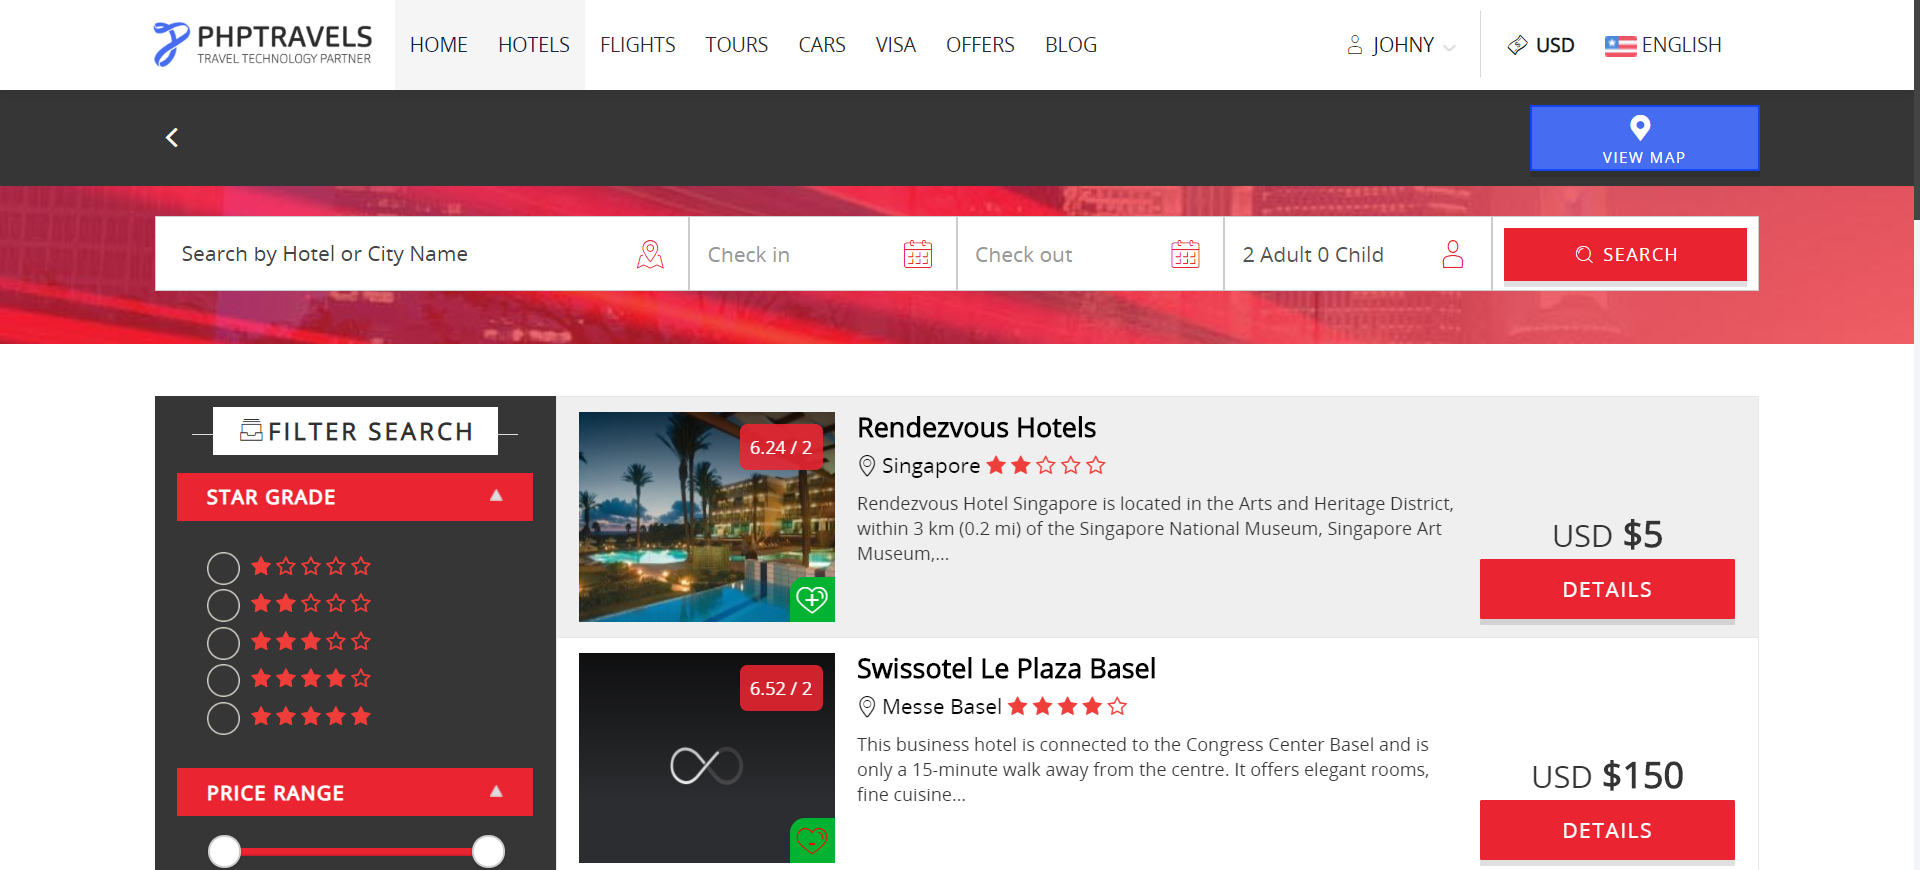 PHPTRAVELS
TRAVEL TECHNOLOGY PARTNER
HOME HOTELS FLIGHTS TOURS CARS VISA OFFERS BLOG
JOHNY USD ENGLISH
VIEW MAP
Search by Hotel or City Name Check in Check out 2 Adult 0 Child SEARCH
FILTER SEARCH
STAR GRADE
PRICE RANGE
6.24 / 2
Rendezvous Hotels
Singapore
Rendezvous Hotel Singapore is located in the Arts and Heritage District,
within 3 km (0.2 mi) of the Singapore National Museum, Singapore Art
Museum,...
USD $5
DETAILS
6.52 / 2
Swissotel Le Plaza Basel
Messe Basel
This business hotel is connected to the Congress Center Basel and is
only a 15-minute walk away from the centre. It offers elegant rooms,
fine cuisine...
USD $150
DETAILS